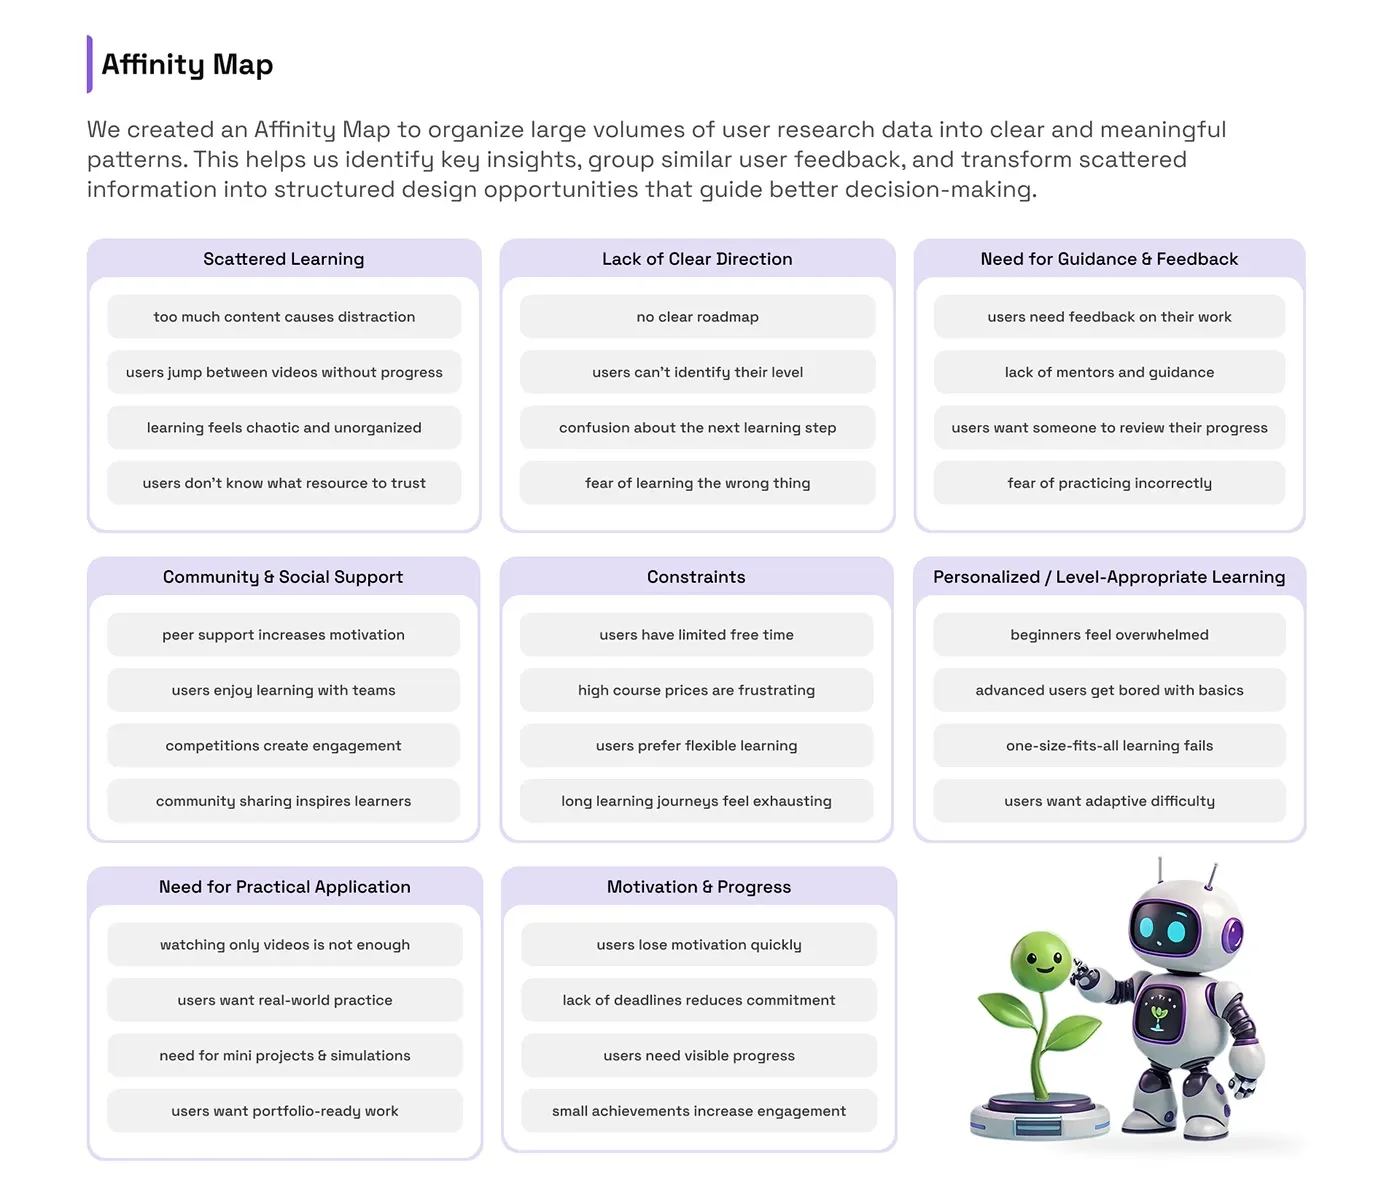 Affinity Map
We created an Affinity Map to organize large volumes of user research data into clear and meaningful
patterns. This helps us identify key insights, group similar user feedback, and transform scattered
information into structured design opportunities that guide better decision-making.
Scattered Learning
too much content causes distraction
users jump between videos without progress
learning feels chaotic and unorganized
users don't know what resource to trust
Lack of Clear Direction
no clear roadmap
users can't identify their level
confusion about the next learning step
fear of learning the wrong thing
Need for Guidance & Feedback
users need feedback on their work
lack of mentors and guidance
users want someone to review their progress
fear of practicing incorrectly
Community & Social Support
peer support increases motivation
users enjoy learning with teams
competitions create engagement
community sharing inspires learners
Constraints
users have limited free time
high course prices are frustrating
users prefer flexible learning
long learning journeys feel exhausting
Personalized / Level-Appropriate Learning
beginners feel overwhelmed
advanced users get bored with basics
one-size-fits-all learning fails
users want adaptive difficulty
Need for Practical Application
watching only videos is not enough
users want real-world practice
need for mini projects & simulations
users want portfolio-ready work
Motivation & Progress
users lose motivation quickly
lack of deadlines reduces commitment
users need visible progress
small achievements increase engagement